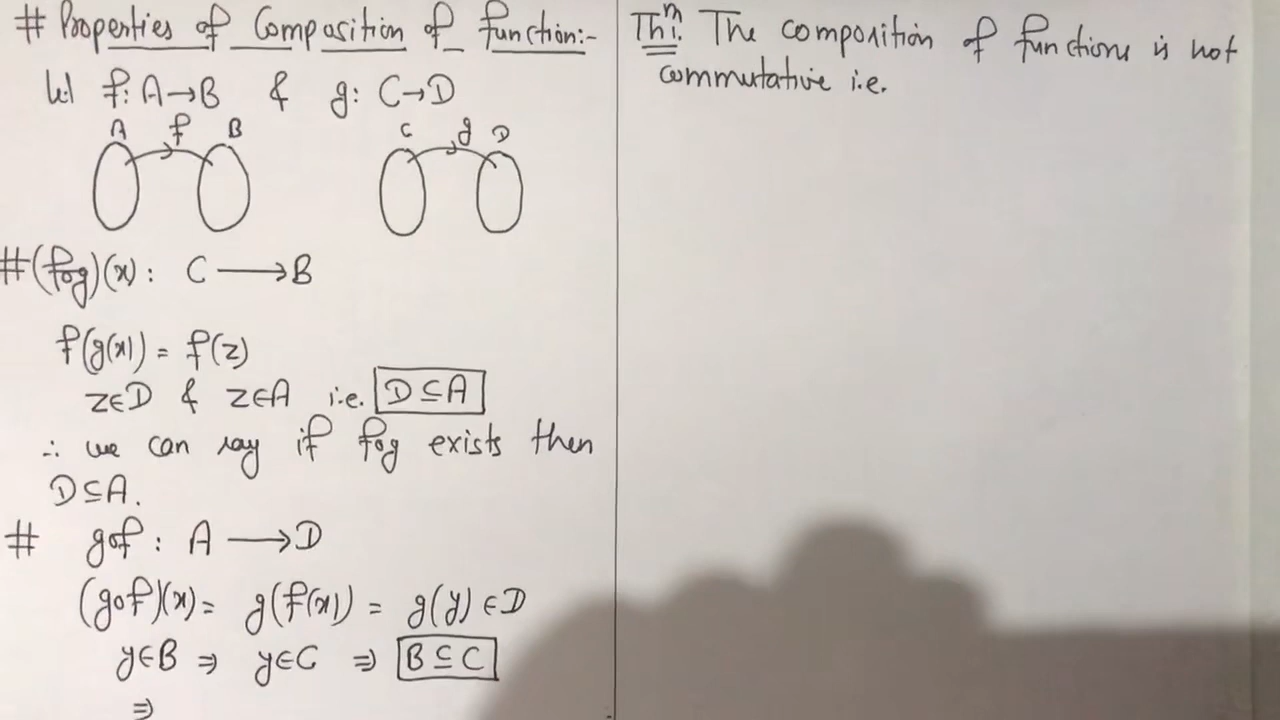 # Properties of Composition of function:-
let f: A→B & g: C→D
A f B C g D
#(fog)(x): C ⟶ B
f(g(x)) = f(z)
z∈D & z∈A i.e. D⊆A
∴ we can say if fog exists then
D⊆A.
# gof : A ⟶ D
(gof)(x) = g(f(x)) = g(y) ∈D
y∈B ⇒ y∈C ⇒ B⊆C
⇒
Thm1. The composition of functions is not
commutative i.e.